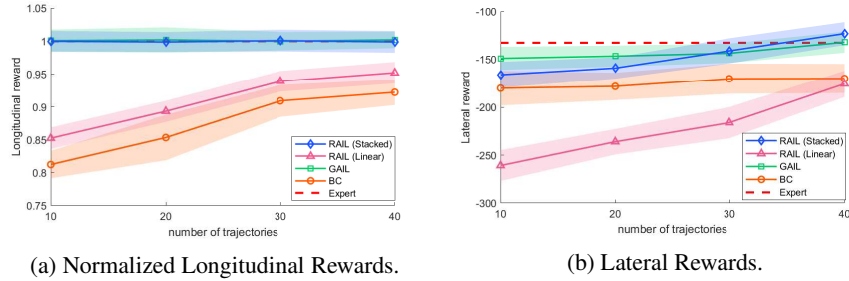 1.05
1
0.95
0.9
0.85
0.8
0.75
Longitudinal reward
10
20
30
40
number of trajectories
RAIL (Stacked)
RAIL (Linear)
GAIL
BC
Expert
(a) Normalized Longitudinal Rewards.
-100
-150
-200
-250
-300
Lateral reward
10
20
30
40
number of trajectories
RAIL (Stacked)
RAIL (Linear)
GAIL
BC
Expert
(b) Lateral Rewards.